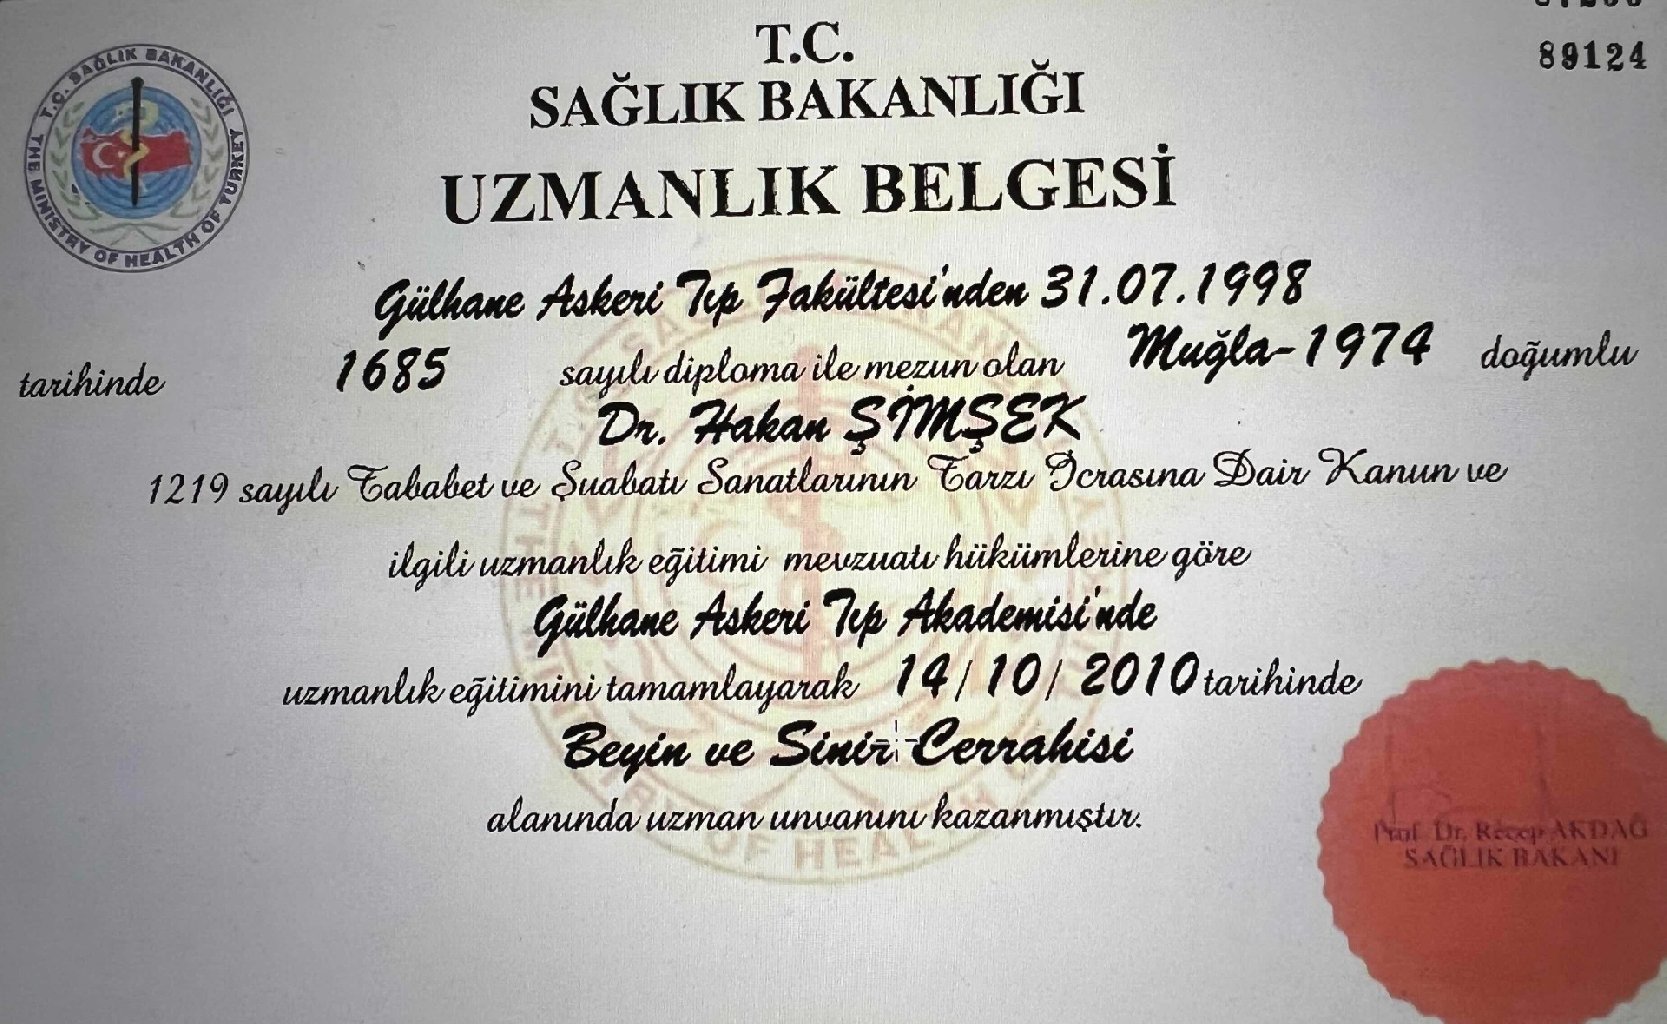 89124
T.C. SAĞLIK BAKANLIĞI
THE MINISTRY OF HEALTH OF TURKEY
T.C.
SAĞLIK BAKANLIĞI
UZMANLIK BELGESİ
Gülhane Askeri Tıp Fakültesi'nden 31.07.1998
tarihinde 1685 sayılı diploma ile mezun olan Muğla-1974 doğumlu
Dr. Hakan ŞİMŞEK
1219 sayılı Tababet ve Şuabatı Sanatlarının Tarzı İcrasına Dair Kanun ve
ilgili uzmanlık eğitimi mevzuatı hükümlerine göre
Gülhane Askeri Tıp Akademisi'nde
uzmanlık eğitimini tamamlayarak 14/10/2010 tarihinde
Beyin ve Sinir Cerrahisi
alanında uzman unvanını kazanmıştır.
Prof. Dr. Recep AKDAĞ
SAĞLIK BAKANI